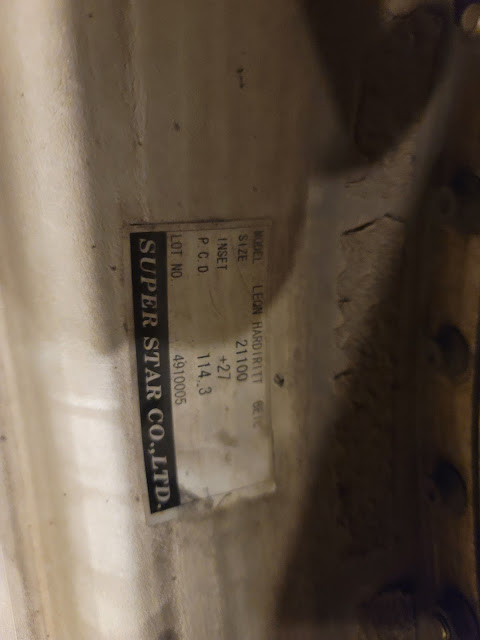 MODEL LEON HARDIRITT
SIZE 21100
INSET +27
P.C.D 114.3
LOT NO. 4910005
SUPER STAR CO.,LTD.